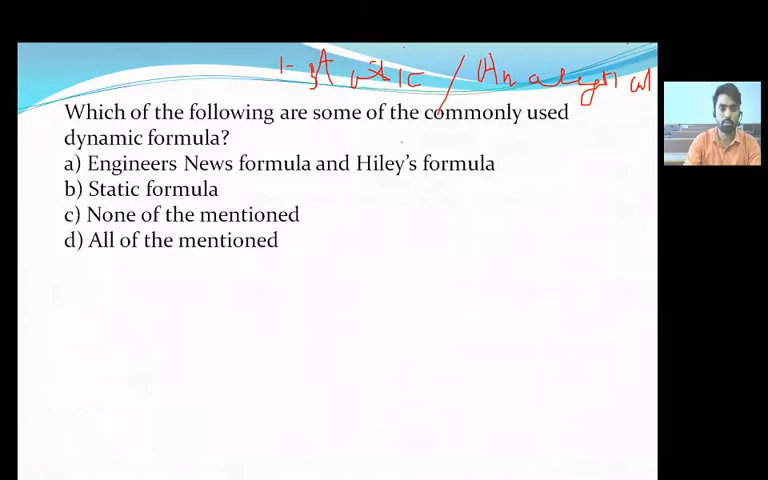 1- Static / Analytical
Which of the following are some of the commonly used
dynamic formula?
a) Engineers News formula and Hiley’s formula
b) Static formula
c) None of the mentioned
d) All of the mentioned